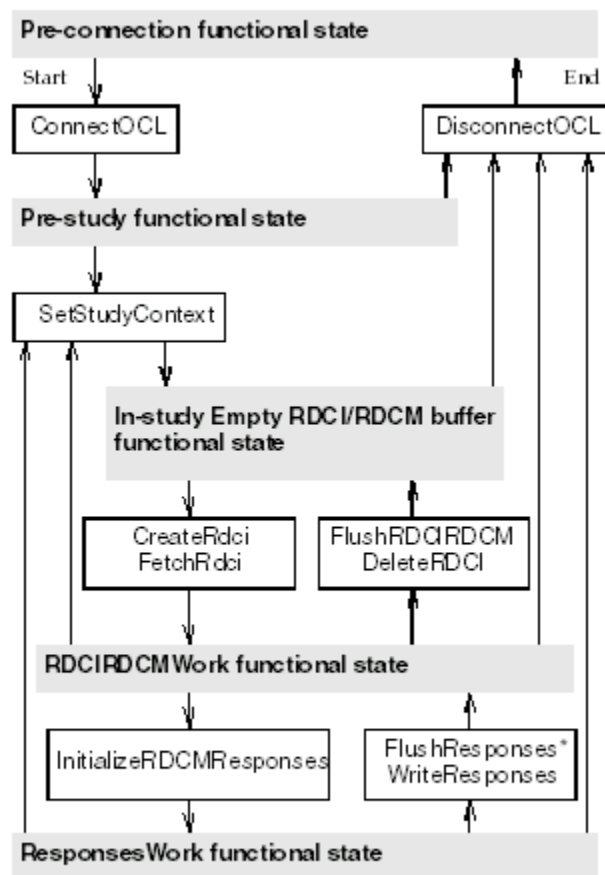 Pre-connection functional state
Start
End
ConnectOCL
DisconnectOCL
Pre-study functional state
SetStudyContext
In-study Empty RDCI/RDCM buffer
functional state
CreateRdci
FetchRdci
FlushRDCIRDCM
DeleteRDCI
RDCIRDCMWork functional state
InitializeRDCMResponses
FlushResponses*
WriteResponses
ResponsesWork functional state